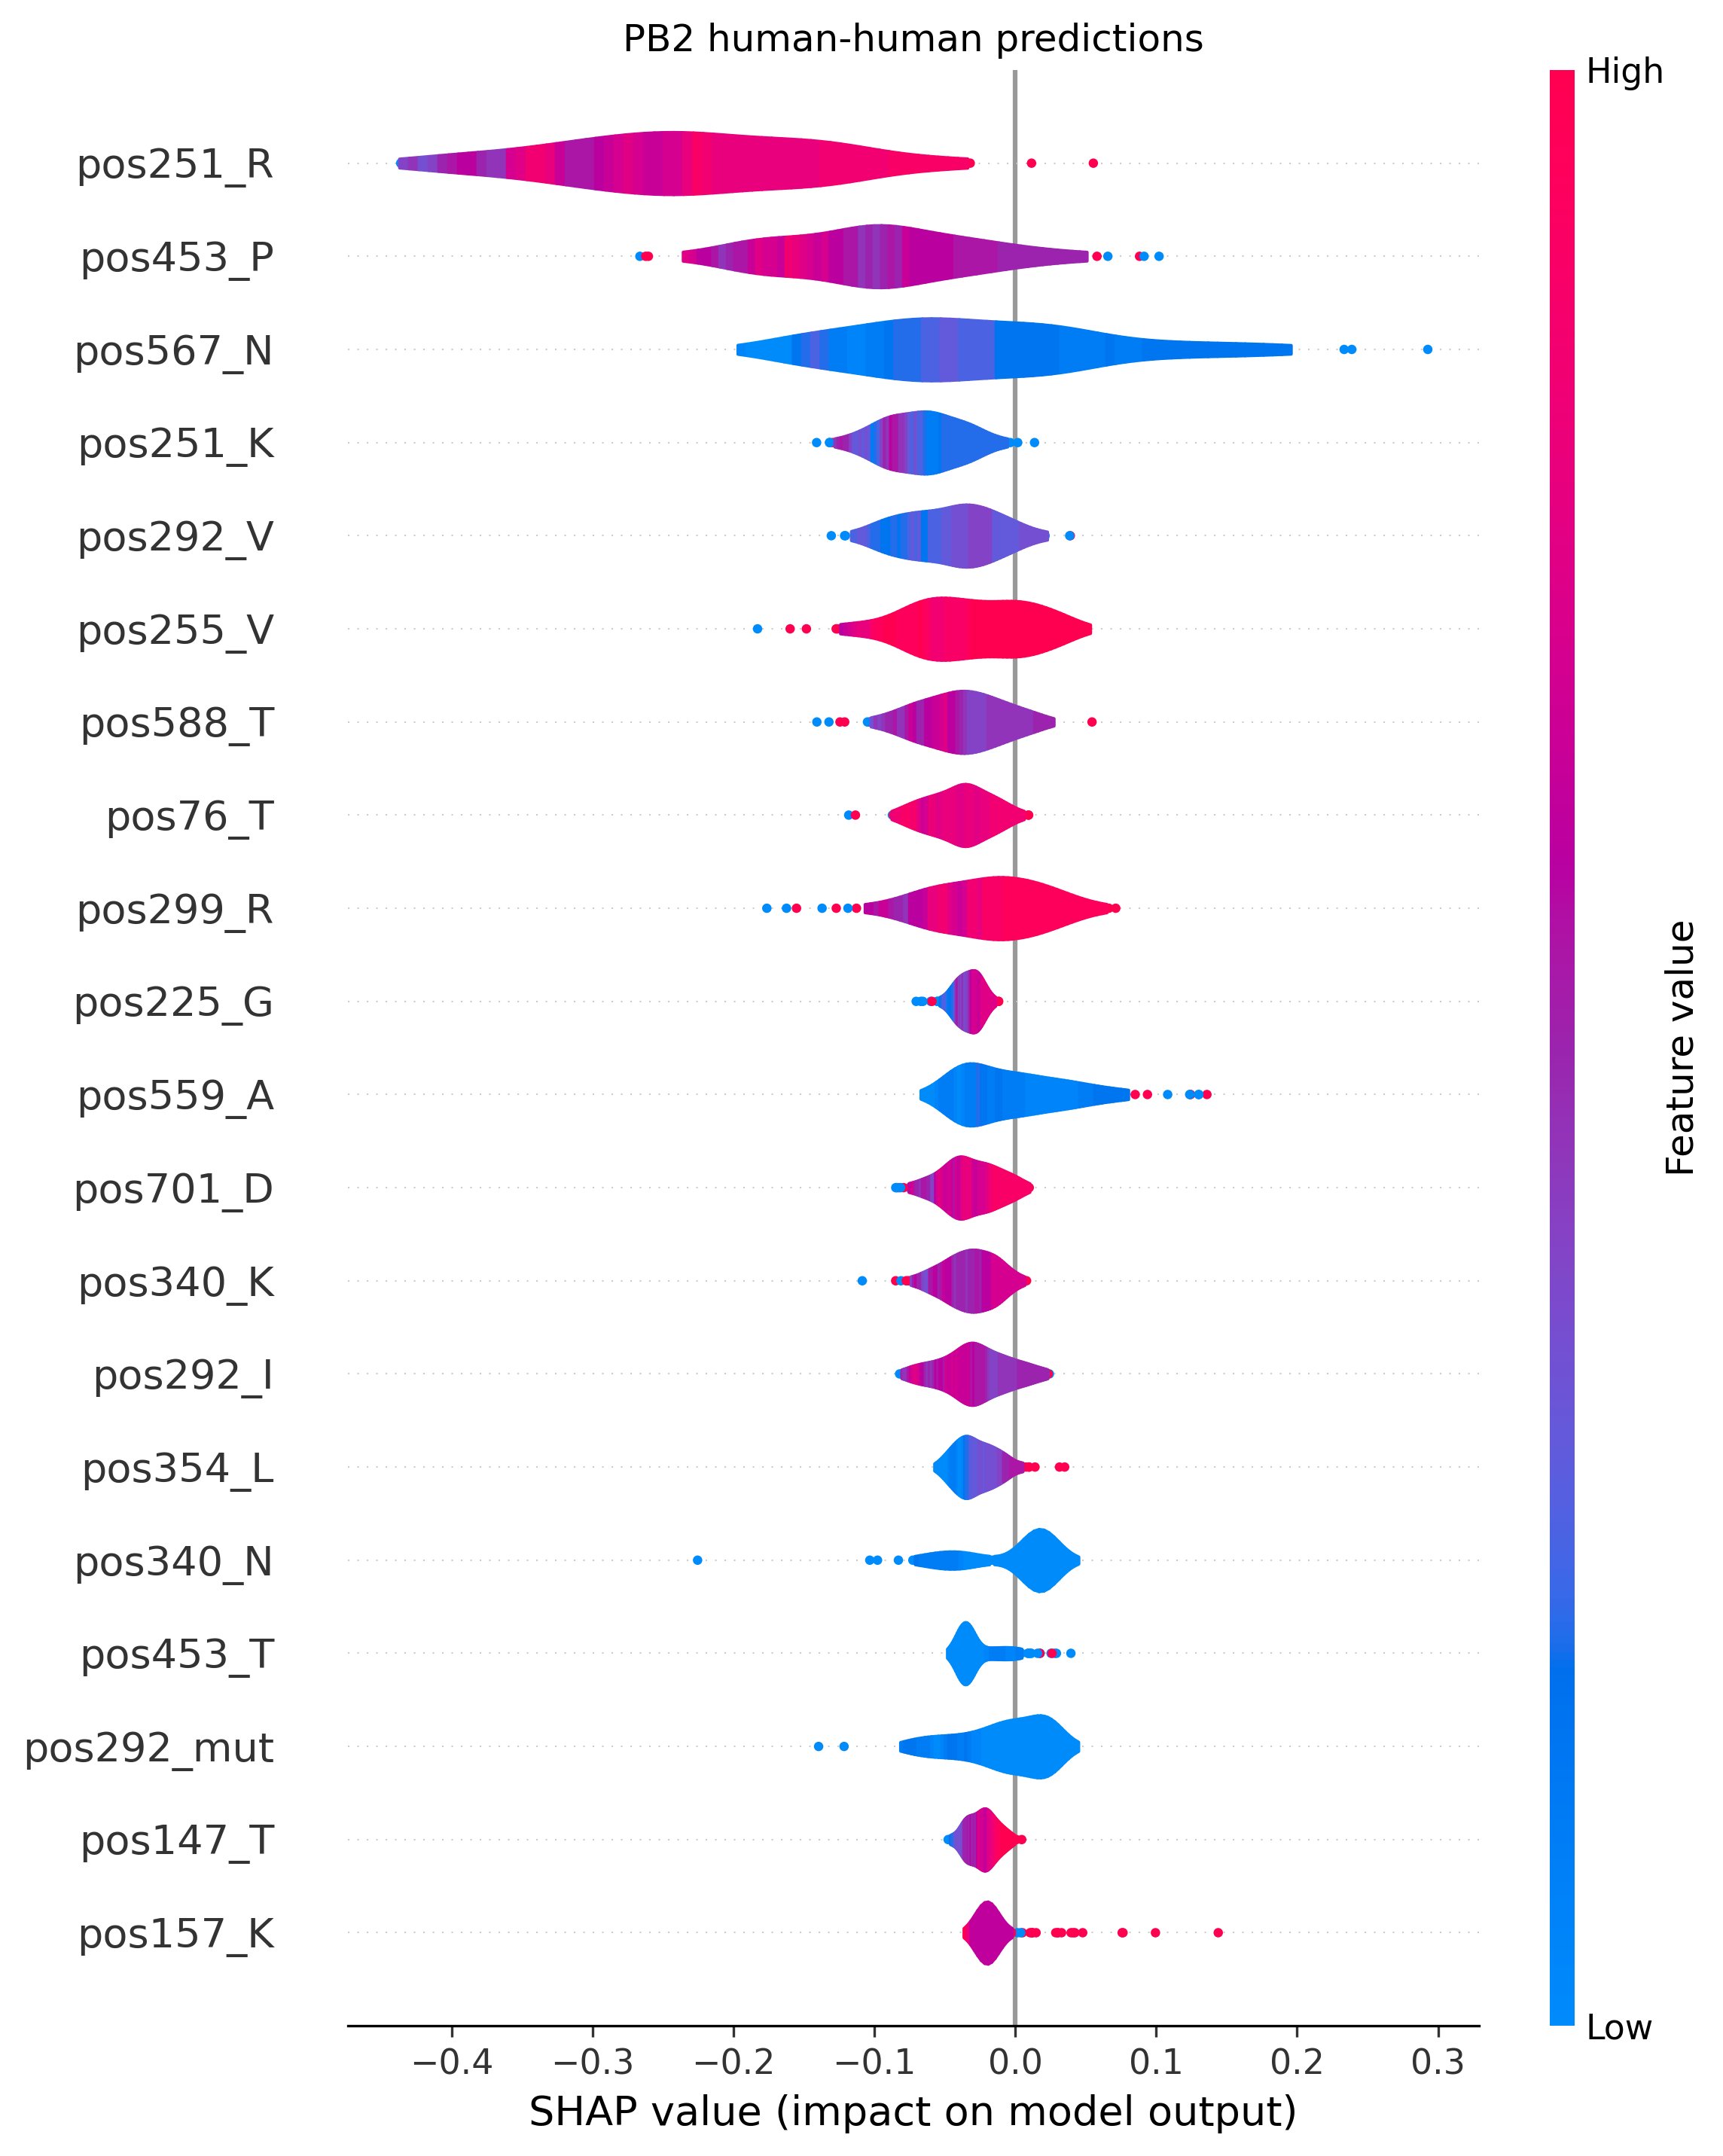 PB2 human-human predictions
High
pos251_R
pos453_P
pos567_N
pos251_K
pos292_V
pos255_V
pos588_T
pos76_T
pos299_R
pos225_G
pos559_A
pos701_D
pos340_K
pos292_I
pos354_L
pos340_N
pos453_T
pos292_mut
pos147_T
pos157_K
Feature value
Low
−0.4 −0.3 −0.2 −0.1 0.0 0.1 0.2 0.3
SHAP value (impact on model output)